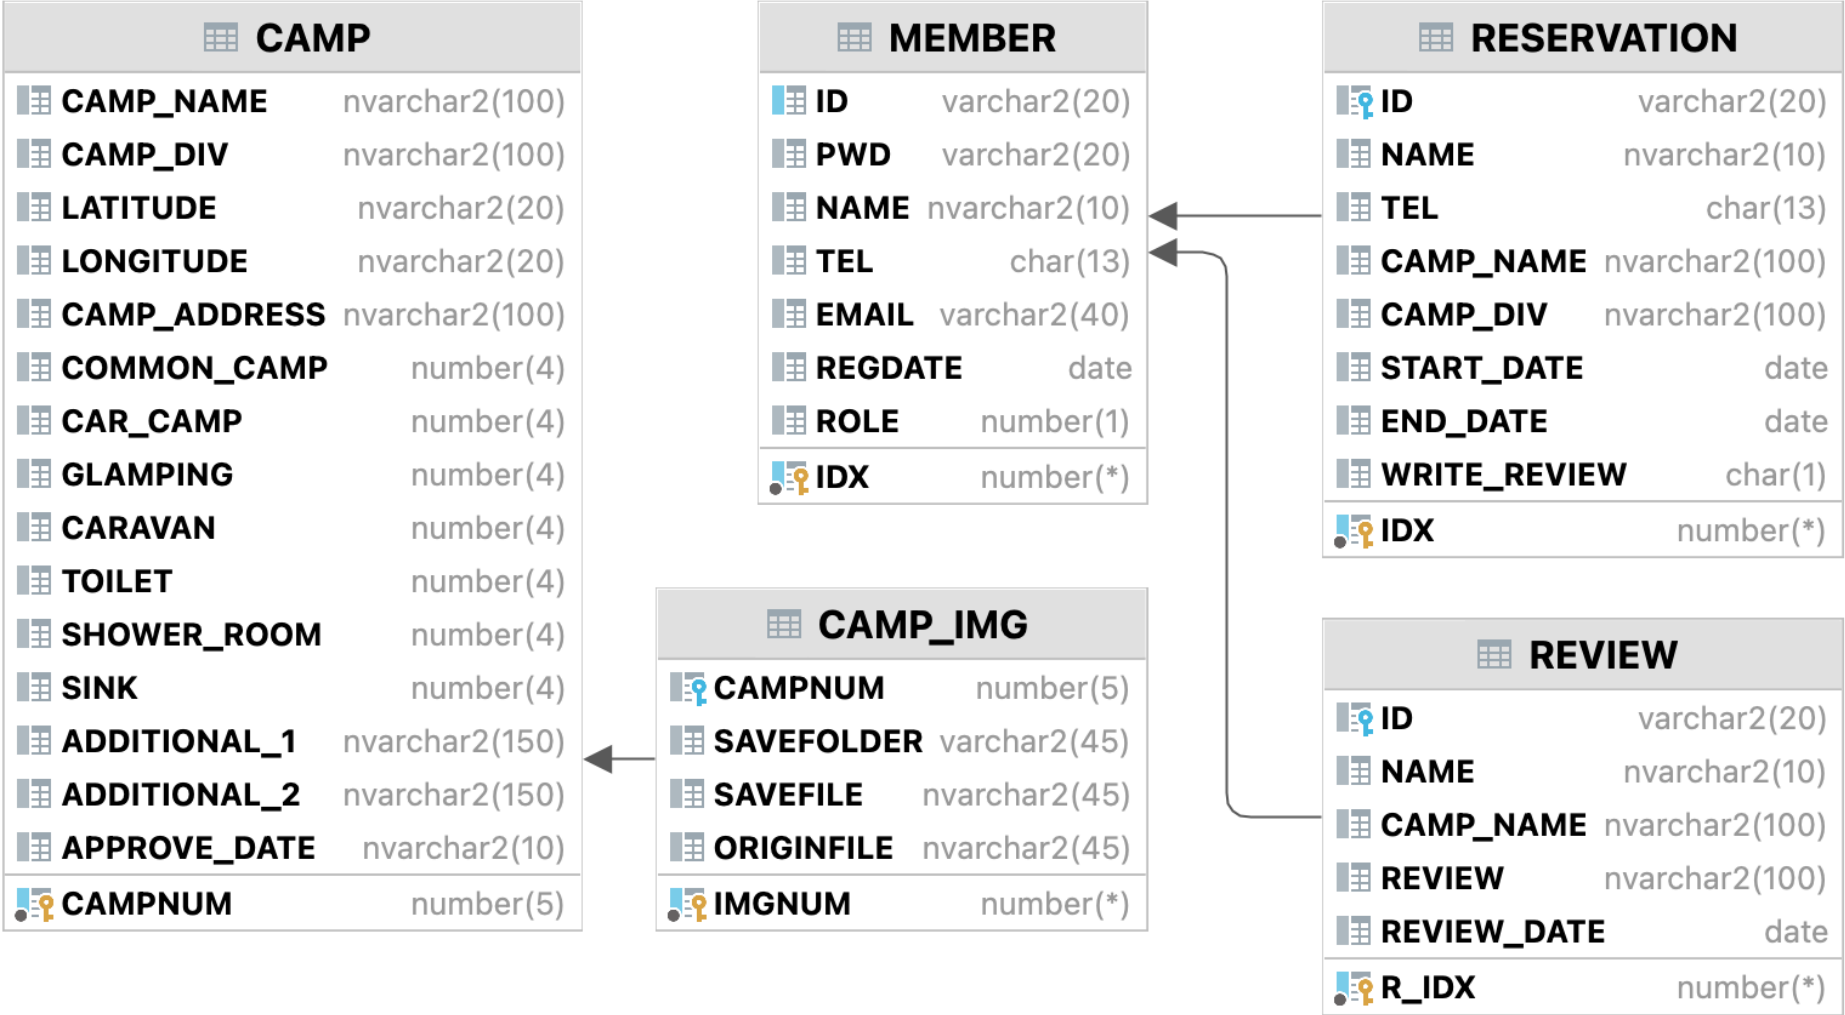 CAMP
CAMP_NAME nvarchar2(100)
CAMP_DIV nvarchar2(100)
LATITUDE nvarchar2(20)
LONGITUDE nvarchar2(20)
CAMP_ADDRESS nvarchar2(100)
COMMON_CAMP number(4)
CAR_CAMP number(4)
GLAMPING number(4)
CARAVAN number(4)
TOILET number(4)
SHOWER_ROOM number(4)
SINK number(4)
ADDITIONAL_1 nvarchar2(150)
ADDITIONAL_2 nvarchar2(150)
APPROVE_DATE nvarchar2(10)
CAMPNUM number(5)
MEMBER
ID varchar2(20)
PWD varchar2(20)
NAME nvarchar2(10)
TEL char(13)
EMAIL varchar2(40)
REGDATE date
ROLE number(1)
IDX number(*)
CAMP_IMG
CAMPNUM number(5)
SAVEFOLDER varchar2(45)
SAVEFILE nvarchar2(45)
ORIGINFILE nvarchar2(45)
IMGNUM number(*)
RESERVATION
ID varchar2(20)
NAME nvarchar2(10)
TEL char(13)
CAMP_NAME nvarchar2(100)
CAMP_DIV nvarchar2(100)
START_DATE date
END_DATE date
WRITE_REVIEW char(1)
IDX number(*)
REVIEW
ID varchar2(20)
NAME nvarchar2(10)
CAMP_NAME nvarchar2(100)
REVIEW nvarchar2(100)
REVIEW_DATE date
R_IDX number(*)